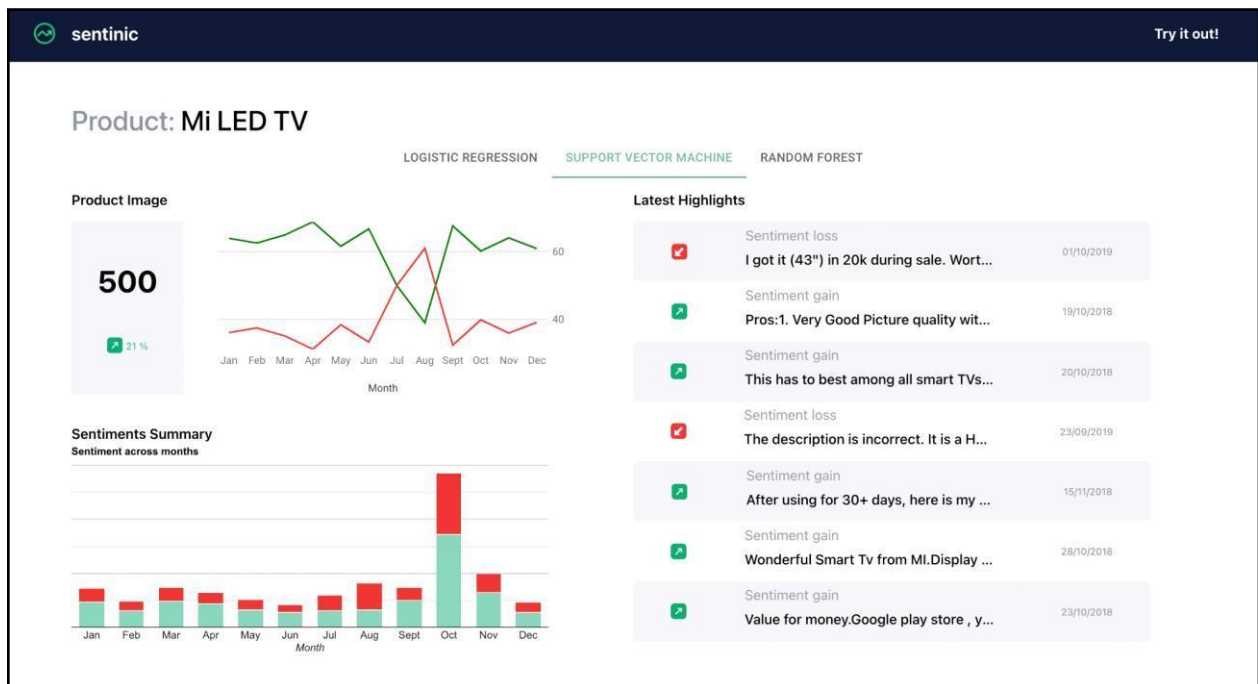 sentinic
Try it out!
Product: Mi LED TV
LOGISTIC REGRESSION SUPPORT VECTOR MACHINE RANDOM FOREST
Product Image
500
21 %
60
40
Jan Feb Mar Apr May Jun Jul Aug Sept Oct Nov Dec
Month
Sentiments Summary
Sentiment across months
Jan Feb Mar Apr May Jun Jul Aug Sept Oct Nov Dec
Month
Latest Highlights
Sentiment loss
I got it (43") in 20k during sale. Wort...
01/10/2019
Sentiment gain
Pros:1. Very Good Picture quality wit...
19/10/2018
Sentiment gain
This has to best among all smart TVs...
20/10/2018
Sentiment loss
The description is incorrect. It is a H...
23/09/2019
Sentiment gain
After using for 30+ days, here is my ...
15/11/2018
Sentiment gain
Wonderful Smart Tv from MI.Display ...
28/10/2018
Sentiment gain
Value for money.Google play store , y...
23/10/2018